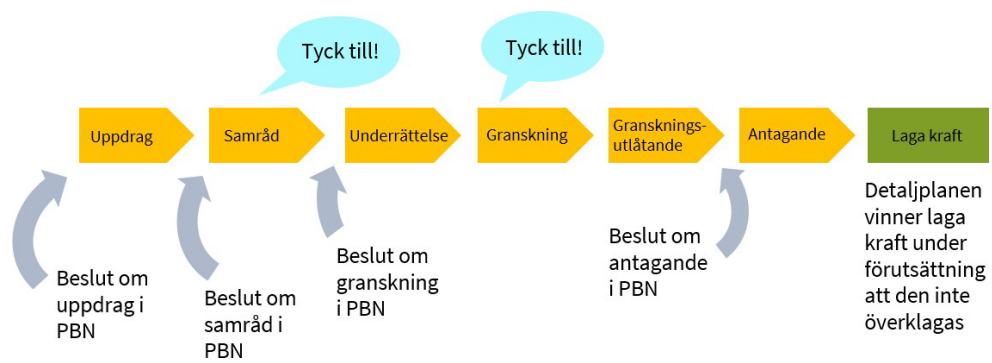 Tyck till!
Tyck till!
Uppdrag
Samråd
Underrättelse
Granskning
Gransknings-
utlåtande
Antagande
Laga kraft
Beslut om
uppdrag i
PBN
Beslut om
samråd i
PBN
Beslut om
granskning
i PBN
Beslut om
antagande
i PBN
Detaljplanen
vinner laga
kraft under
förutsättning
att den inte
överklagas